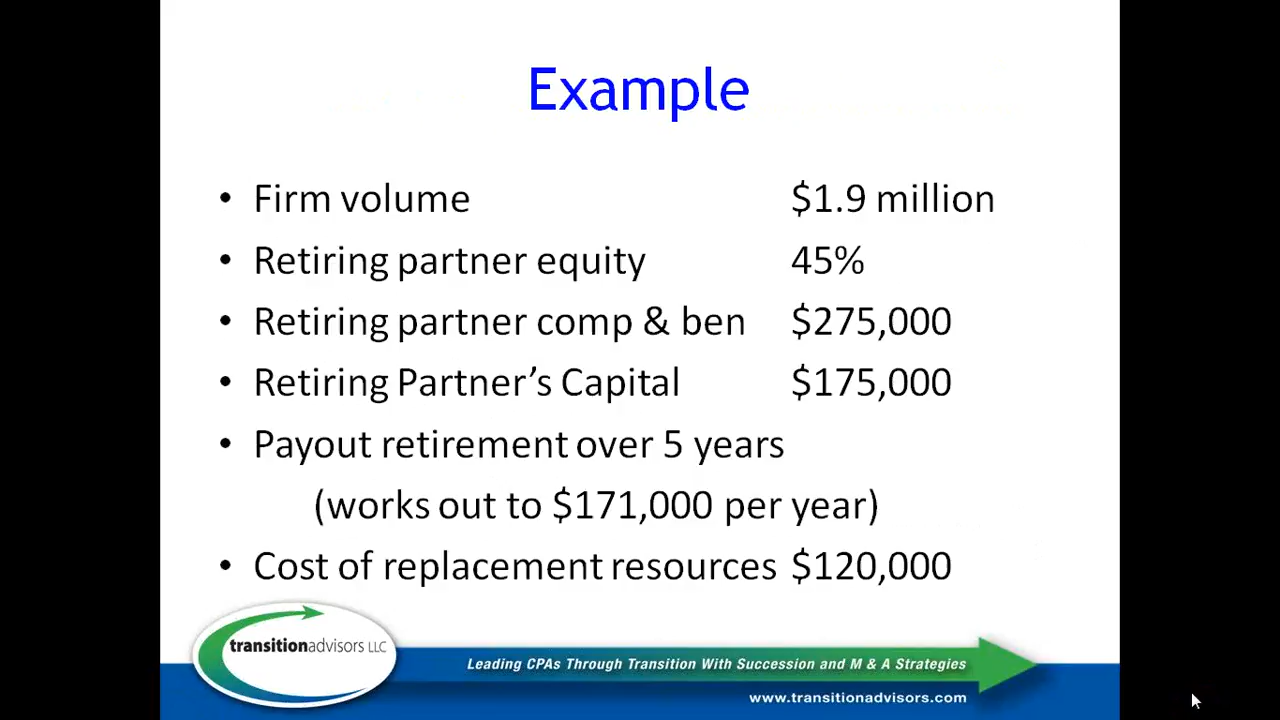 Example
• Firm volume $1.9 million
• Retiring partner equity 45%
• Retiring partner comp & ben $275,000
• Retiring Partner’s Capital $175,000
• Payout retirement over 5 years
(works out to $171,000 per year)
• Cost of replacement resources $120,000
transitionadvisors LLC
Leading CPAs Through Transition With Succession and M & A Strategies
www.transitionadvisors.com